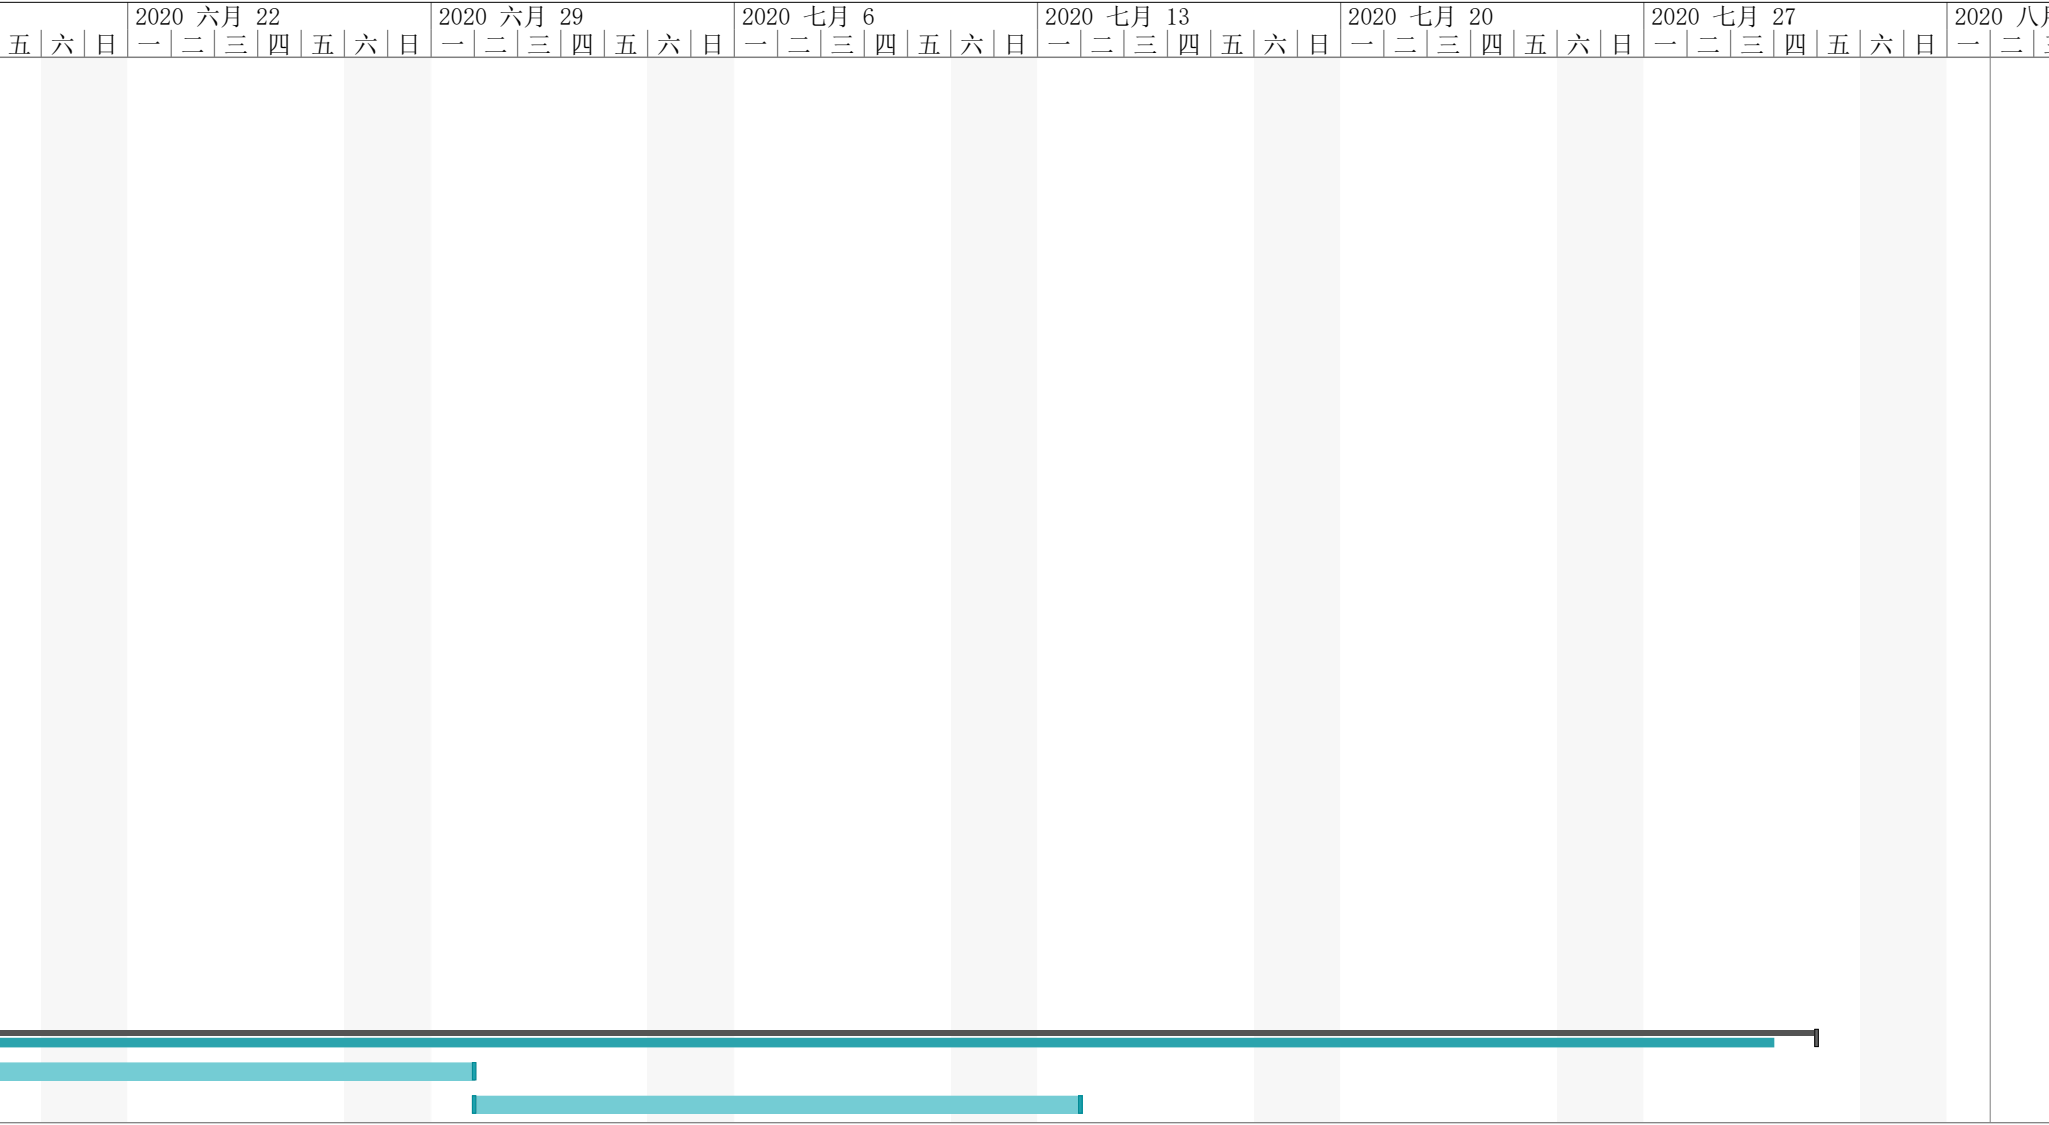 2020 六月 22 2020 六月 29 2020 七月 6 2020 七月 13 2020 七月 20 2020 七月 27 2020 八月
五 六 日 一 二 三 四 五 六 日 一 二 三 四 五 六 日 一 二 三 四 五 六 日 一 二 三 四 五 六 日 一 二 三 四 五 六 日 一 二 三 四 五 六 日 一 二